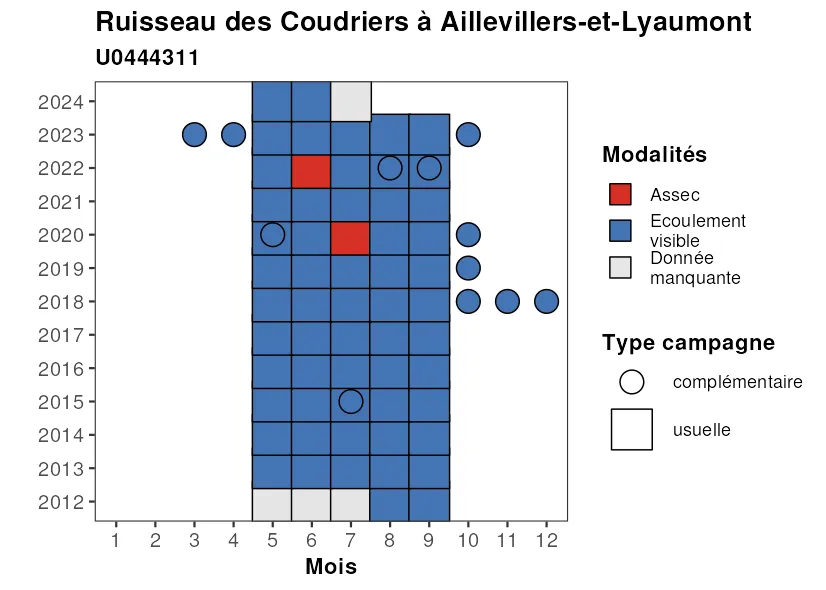 Ruisseau des Coudriers à Aillevillers-et-Lyaumont
U0444311
2024
2023
2022
2021
2020
2019
2018
2017
2016
2015
2014
2013
2012
1 2 3 4 5 6 7 8 9 10 11 12
Mois
Modalités
Assec
Ecoulement
visible
Donnée
manquante
Type campagne
complémentaire
usuelle